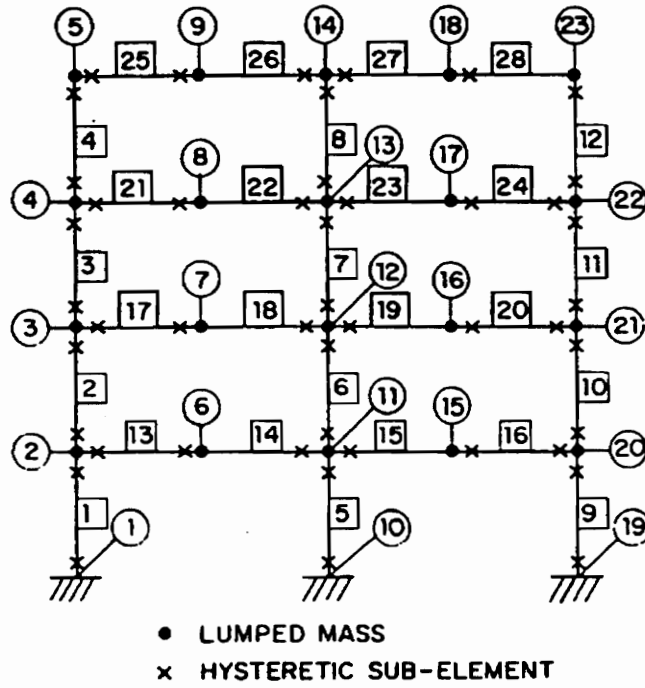 5 9 14 18 23
25 26 27 28
4 8 13 17 12
8
21 22 23 24
4 22
3 7 7 12 16 11
17 18 19 20
3 21
2 6 6 11 15 10
13 14 15 16
2 20
1 1 5 10 9 19
LUMPED MASS
× HYSTERETIC SUB-ELEMENT